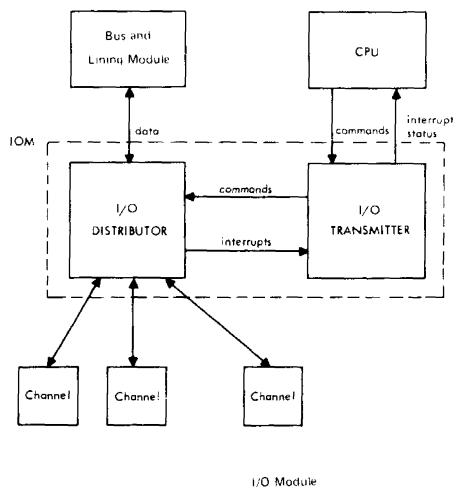 Bus and
Lining Module
CPU
data
commands
interrupt
status
IOM
I/O
DISTRIBUTOR
commands
interrupts
I/O
TRANSMITTER
Channel
Channel
Channel
I/O Module